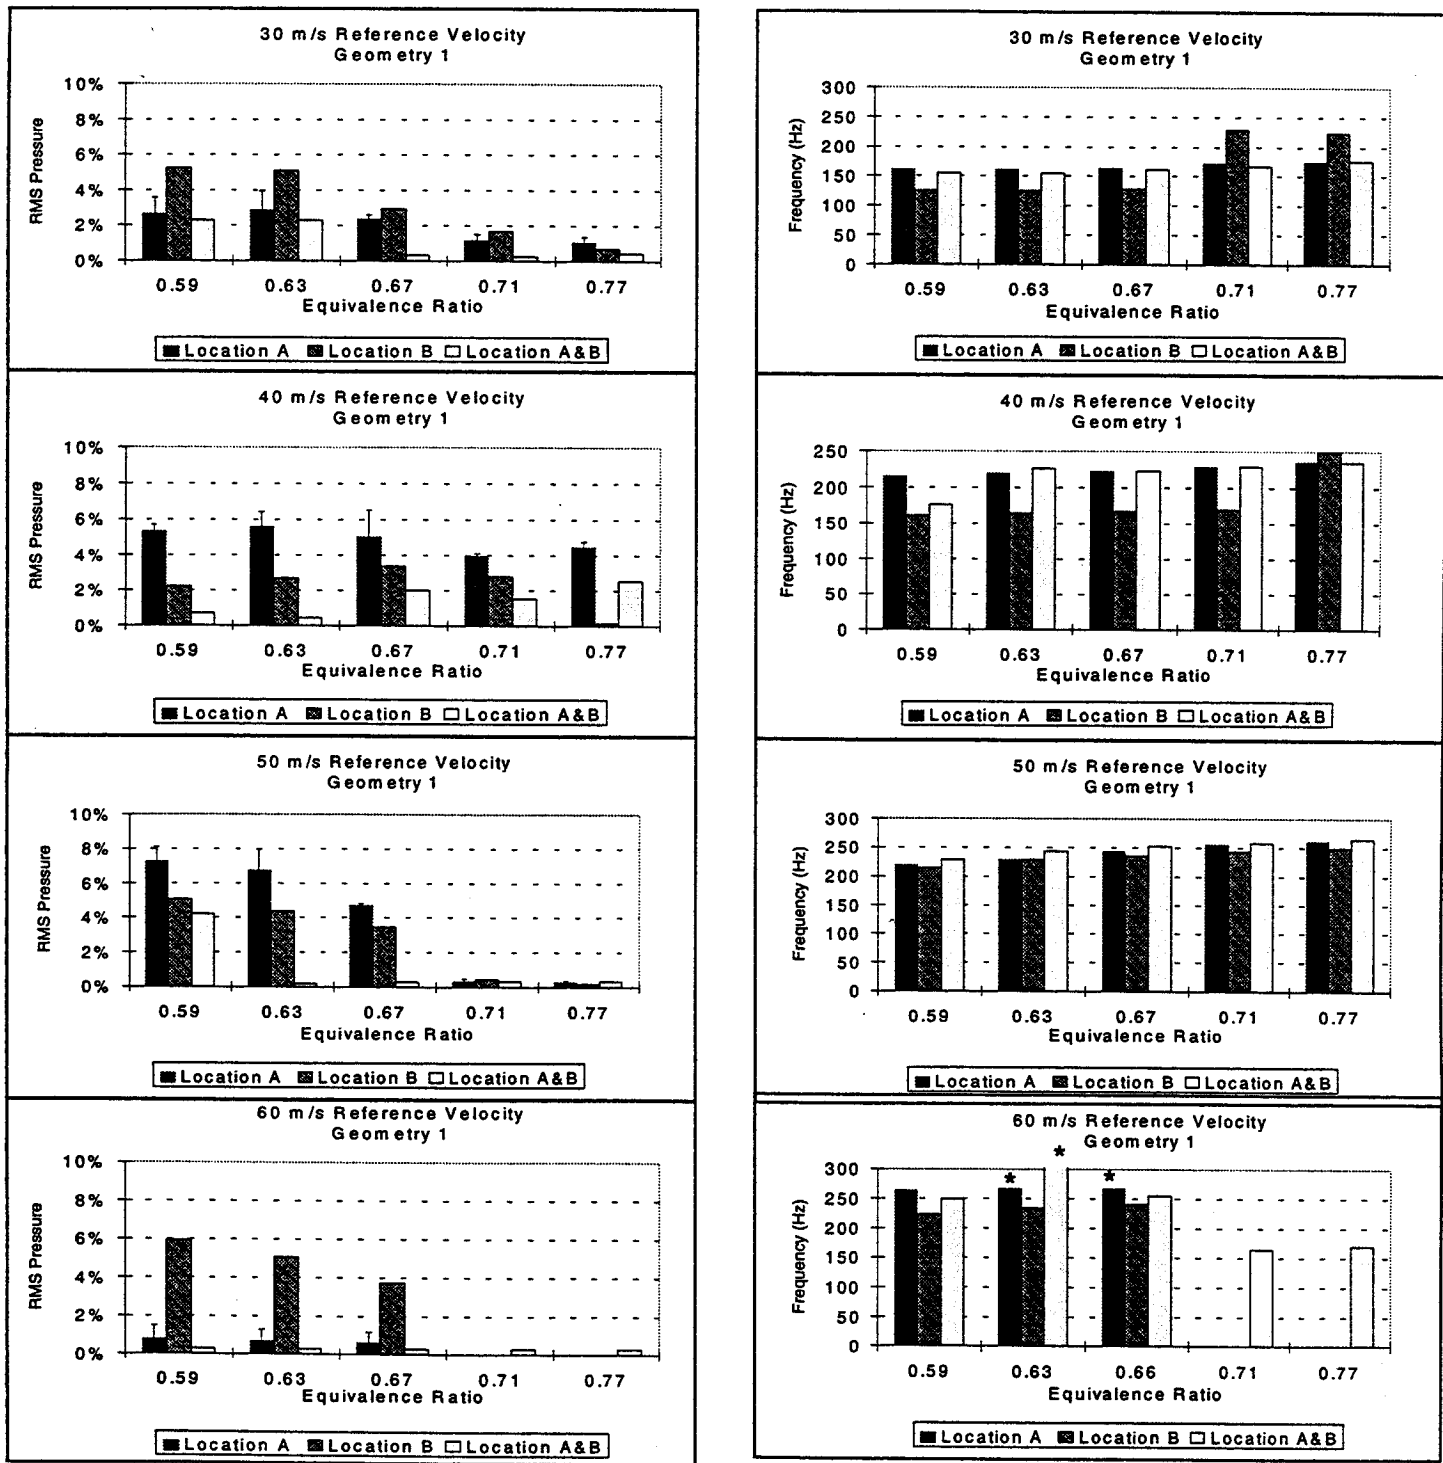 30 m/s Reference Velocity
Geometry 1
10%
8%
6%
4%
2%
0%
RMS Pressure
0.59 0.63 0.67 0.71 0.77
Equivalence Ratio
Location A Location B Location A&B
40 m/s Reference Velocity
Geometry 1
10%
8%
6%
4%
2%
0%
RMS Pressure
0.59 0.63 0.67 0.71 0.77
Equivalence Ratio
Location A Location B Location A&B
50 m/s Reference Velocity
Geometry 1
10%
8%
6%
4%
2%
0%
RMS Pressure
0.59 0.63 0.67 0.71 0.77
Equivalence Ratio
Location A Location B Location A&B
60 m/s Reference Velocity
Geometry 1
10%
8%
6%
4%
2%
0%
RMS Pressure
0.59 0.63 0.67 0.71 0.77
Equivalence Ratio
Location A Location B Location A&B
30 m/s Reference Velocity
Geometry 1
300
250
200
150
100
50
0
Frequency (Hz)
0.59 0.63 0.67 0.71 0.77
Equivalence Ratio
Location A Location B Location A&B
40 m/s Reference Velocity
Geometry 1
250
200
150
100
50
0
Frequency (Hz)
0.59 0.63 0.67 0.71 0.77
Equivalence Ratio
Location A Location B Location A&B
50 m/s Reference Velocity
Geometry 1
300
250
200
150
100
50
0
Frequency (Hz)
0.59 0.63 0.67 0.71 0.77
Equivalence Ratio
Location A Location B Location A&B
60 m/s Reference Velocity
Geometry 1
* * *
300
250
200
150
100
50
0
Frequency (Hz)
0.59 0.63 0.66 0.71 0.77
Equivalence Ratio
Location A Location B Location A&B